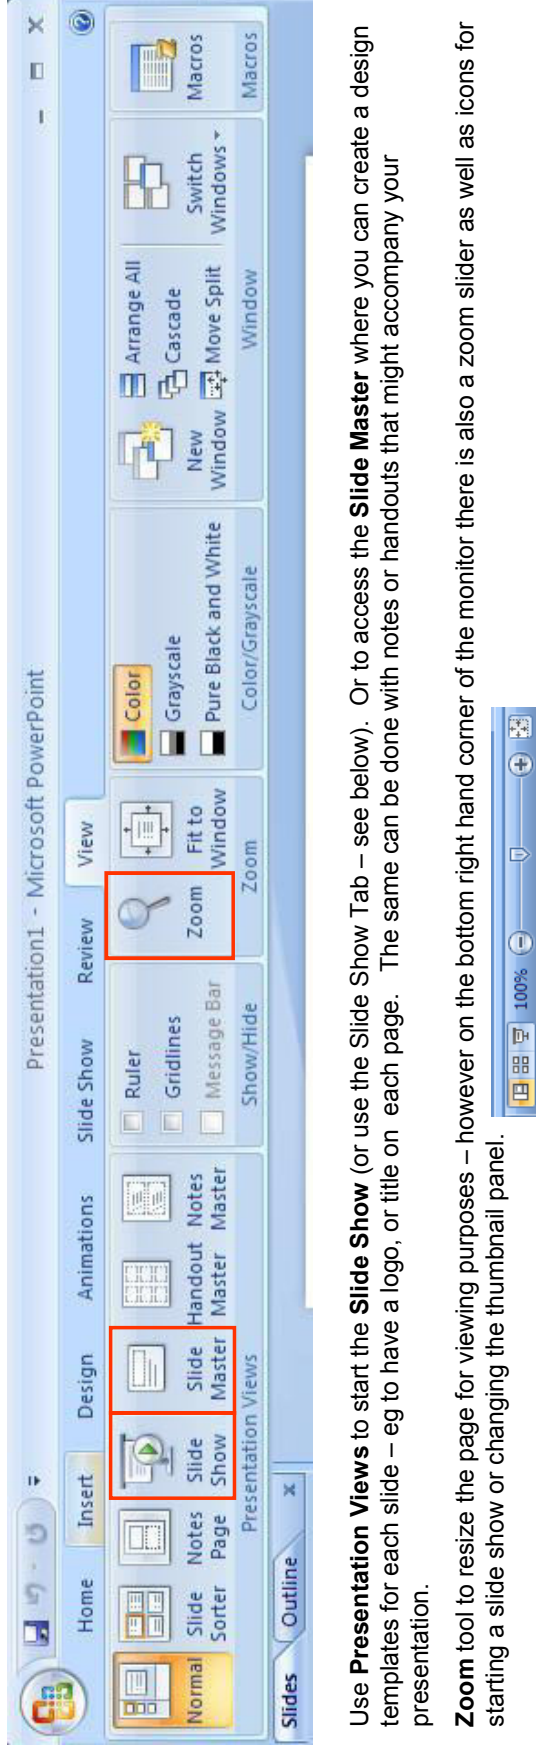 Presentation1 - Microsoft PowerPoint
Home Insert Design Animations Slide Show Review View
Normal
Slide Sorter
Notes Page
Slide Show
Slide Master
Handout Master
Notes Master
Presentation Views
Ruler
Gridlines
Message Bar
Show/Hide
Zoom
Fit to Window
Zoom
Color
Grayscale
Pure Black and White
Color/Grayscale
New Window
Arrange All
Cascade
Move Split
Switch Windows
Window
Macros
Macros
Slides Outline
Use Presentation Views to start the Slide Show (or use the Slide Show Tab – see below). Or to access the Slide Master where you can create a design
templates for each slide – eg to have a logo, or title on each page. The same can be done with notes or handouts that might accompany your
presentation.
Zoom tool to resize the page for viewing purposes – however on the bottom right hand corner of the monitor there is also a zoom slider as well as icons for
starting a slide show or changing the thumbnail panel.
100%